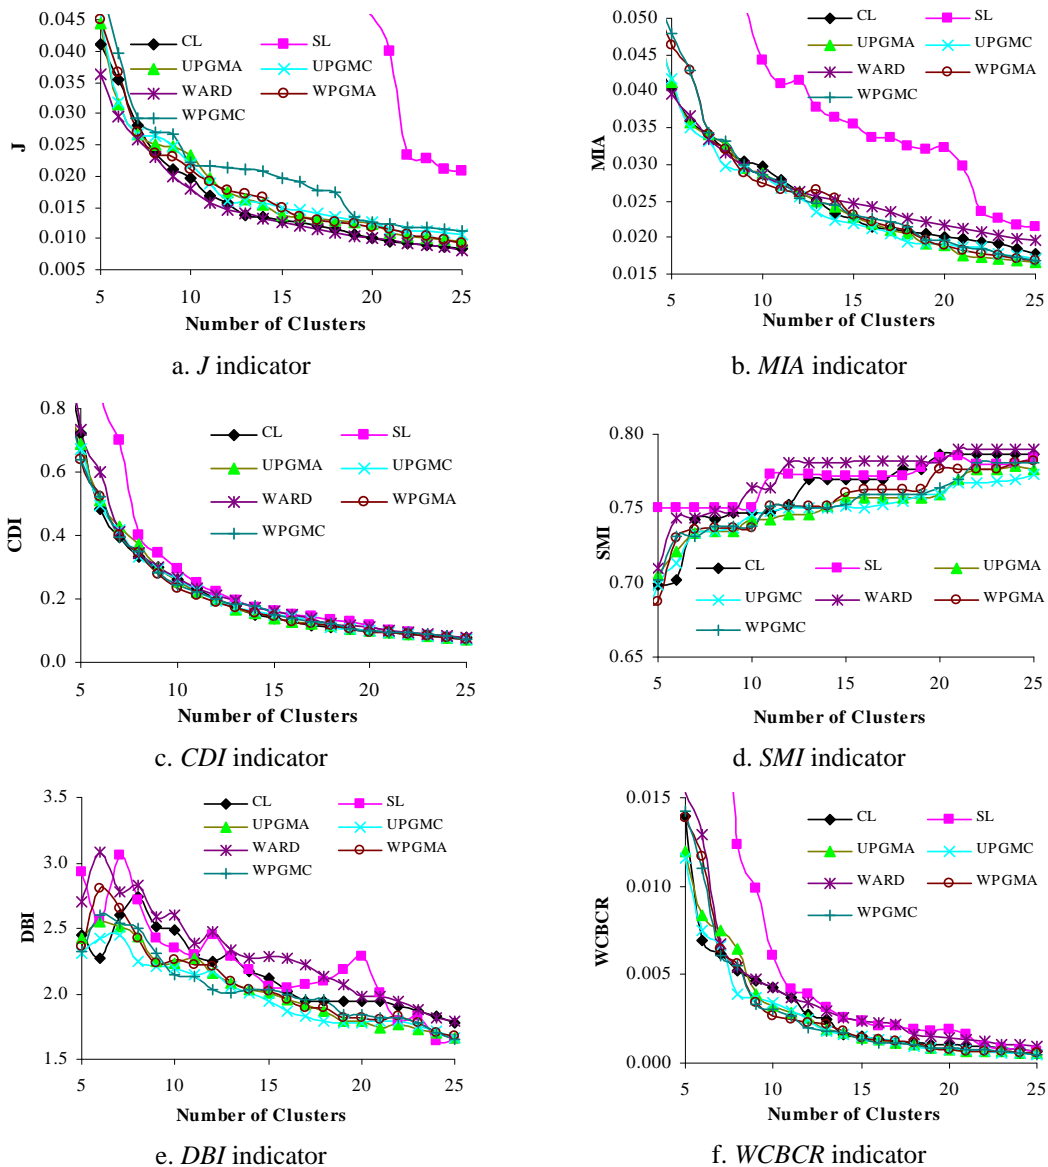 0.045
0.040
0.035
0.030
0.025
0.020
0.015
0.010
0.005
J
CL SL
UPGMA UPGMC
WARD WPGMA
WPGMC
5 10 15 20 25
Number of Clusters
a. J indicator
0.050
0.045
0.040
0.035
0.030
0.025
0.020
0.015
MIA
CL SL
UPGMA UPGMC
WARD WPGMA
WPGMC
5 10 15 20 25
Number of Clusters
b. MIA indicator
0.8
0.6
0.4
0.2
0.0
CDI
CL SL
UPGMA UPGMC
WARD WPGMA
WPGMC
5 10 15 20 25
Number of Clusters
c. CDI indicator
0.80
0.75
0.70
0.65
SMI
CL SL UPGMA
UPGMC WARD WPGMA
WPGMC
5 10 15 20 25
Number of Clusters
d. SMI indicator
3.5
3.0
2.5
2.0
1.5
DBI
CL SL
UPGMA UPGMC
WARD WPGMA
WPGMC
5 10 15 20 25
Number of Clusters
e. DBI indicator
0.015
0.010
0.005
0.000
WCBCR
CL SL
UPGMA UPGMC
WARD WPGMA
WPGMC
5 10 15 20 25
Number of Clusters
f. WCBCR indicator